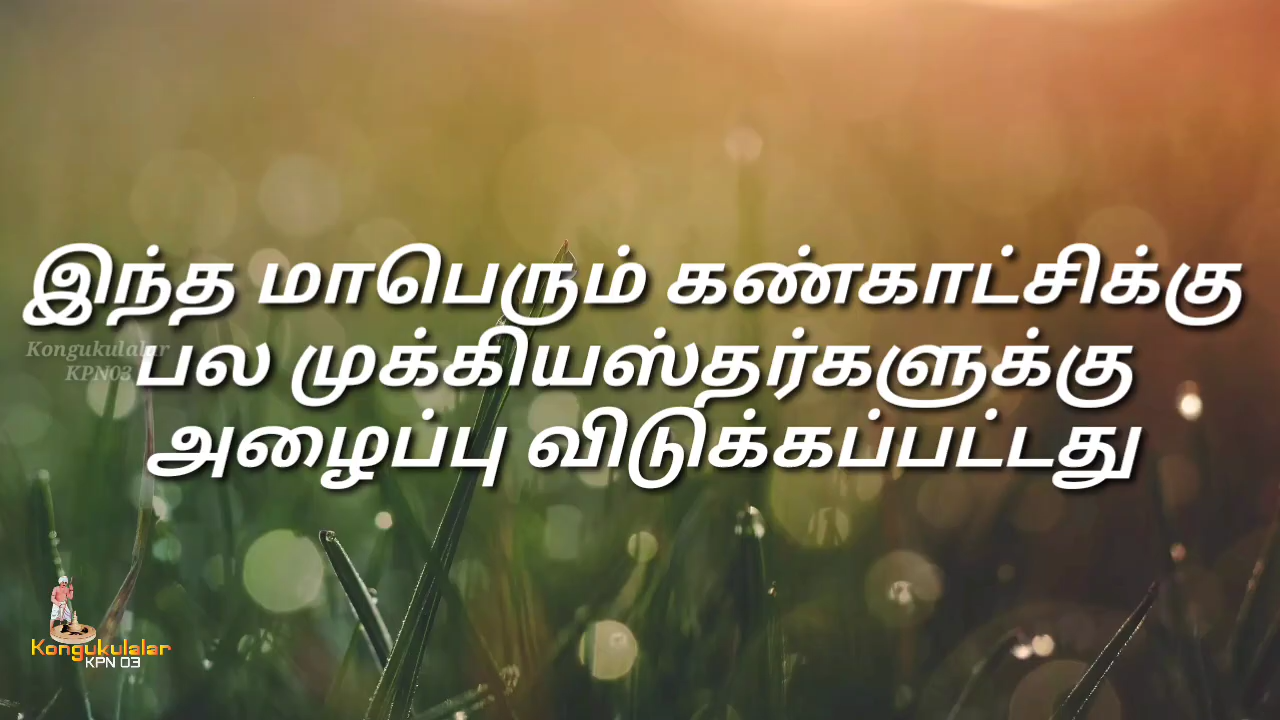 இந்த மாபெரும் கண்காட்சிக்கு
பல முக்கியஸ்தர்களுக்கு
அழைப்பு விடுக்கப்பட்டது
Kongukulalar
KPN03
Kongukulalar
KPN 03